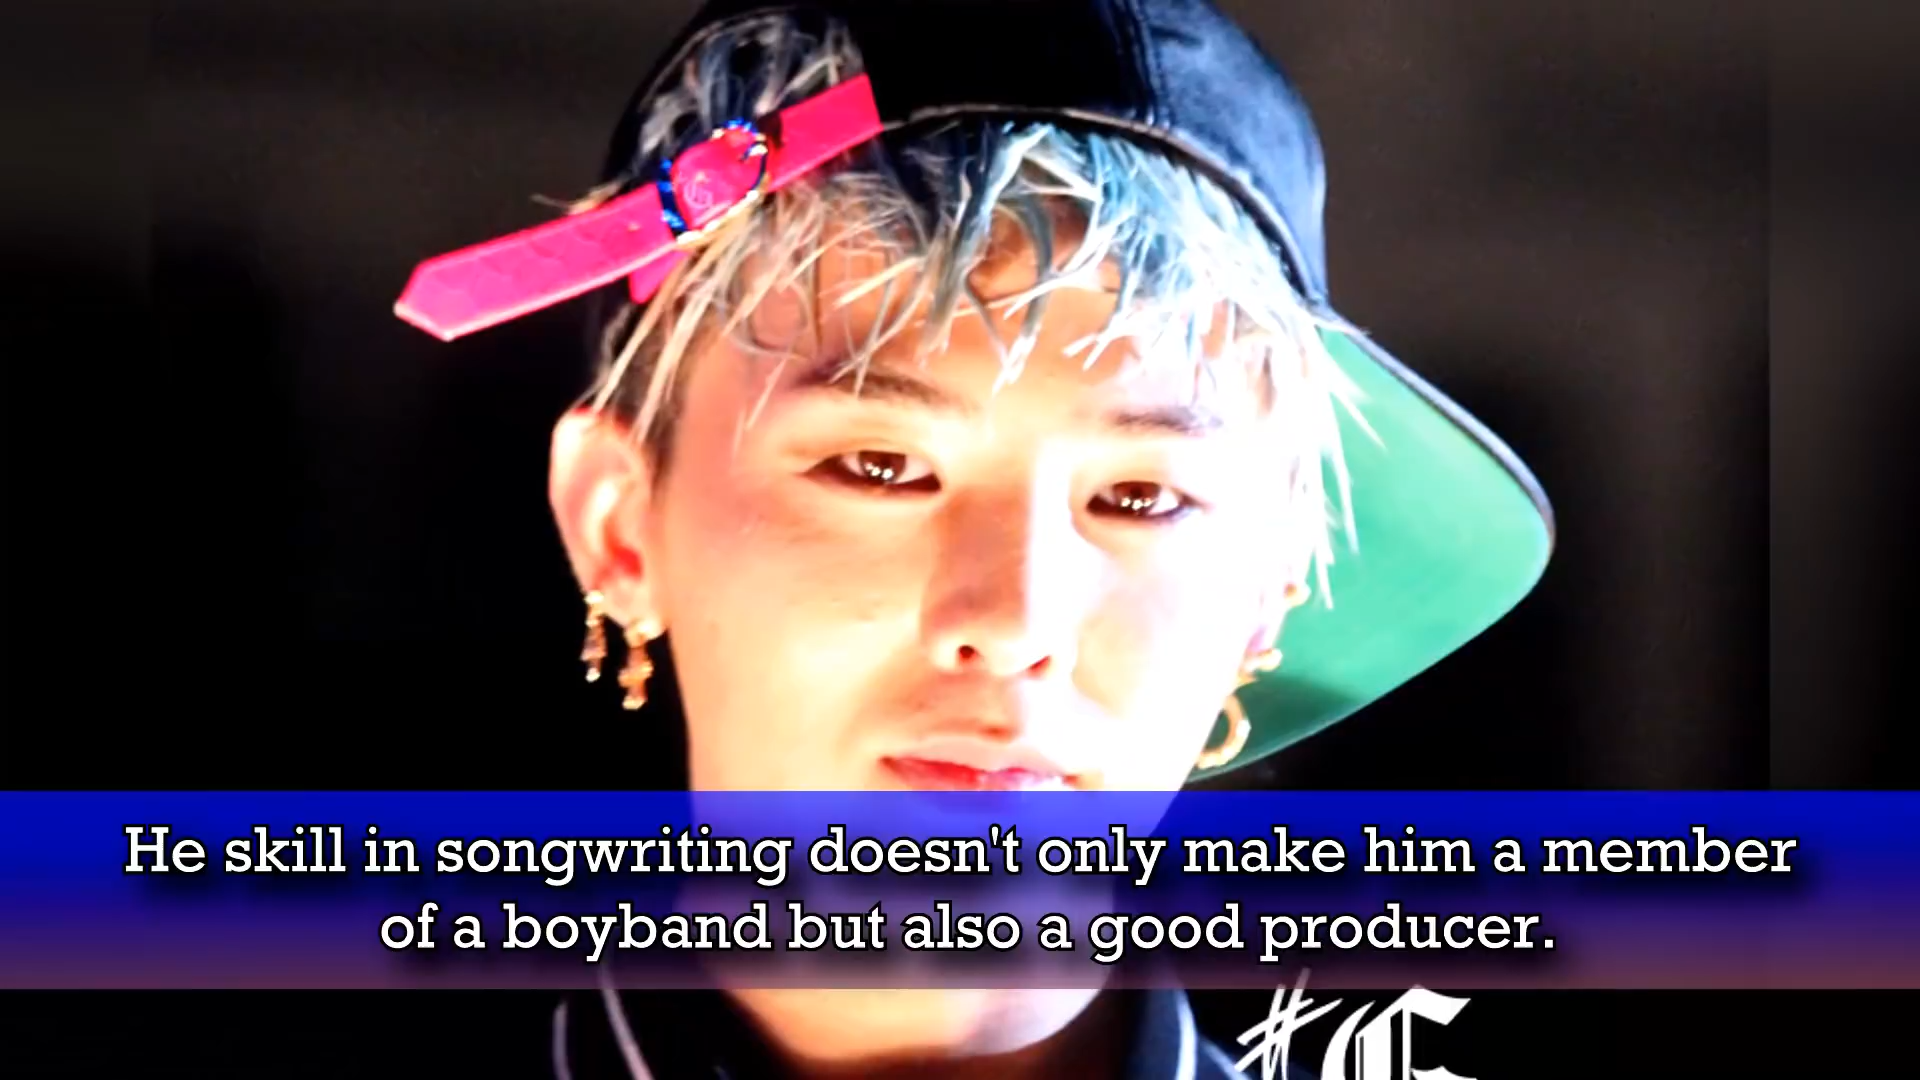 He skill in songwriting doesn't only make him a member
of a boyband but also a good producer.
#G